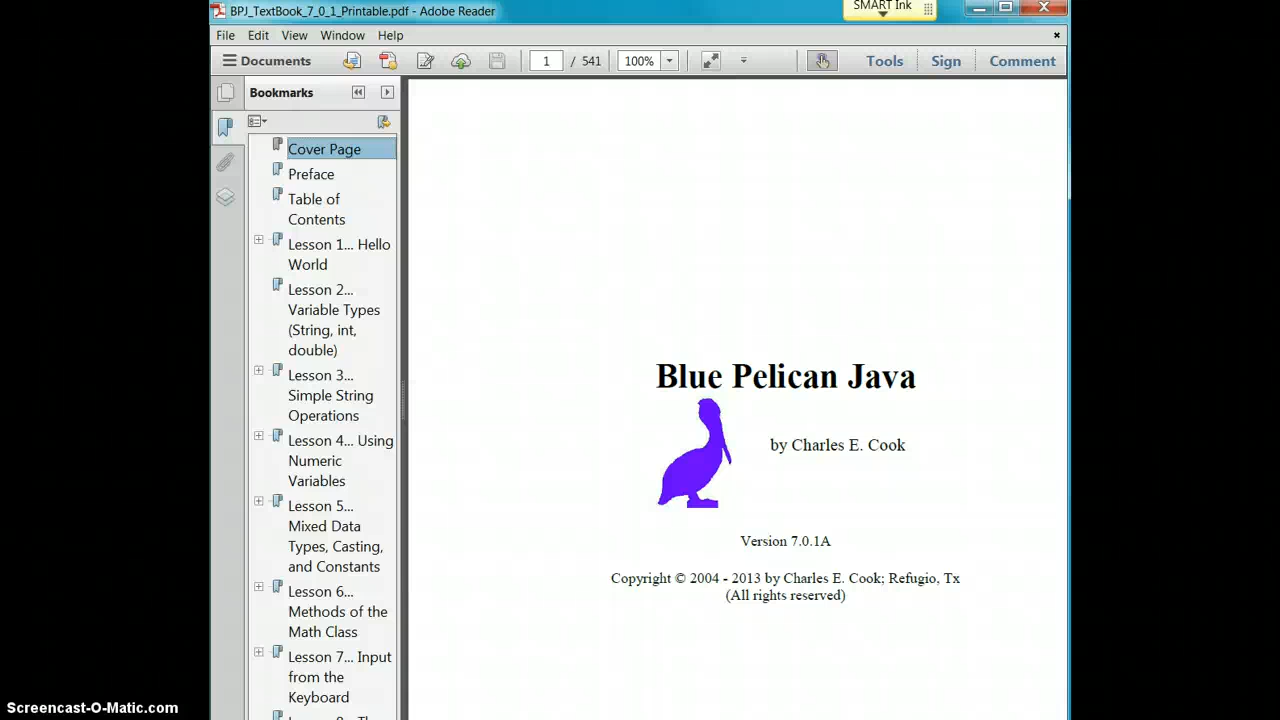 BPJ_TextBook_7_0_1_Printable.pdf - Adobe Reader
SMART Ink
File Edit View Window Help
Documents
1 / 541
100%
Tools Sign Comment
Bookmarks
Cover Page
Preface
Table of
Contents
Lesson 1... Hello
World
Lesson 2...
Variable Types
(String, int,
double)
Lesson 3...
Simple String
Operations
Lesson 4... Using
Numeric
Variables
Lesson 5...
Mixed Data
Types, Casting,
and Constants
Lesson 6...
Methods of the
Math Class
Lesson 7... Input
from the
Keyboard
Blue Pelican Java
by Charles E. Cook
Version 7.0.1A
Copyright © 2004 - 2013 by Charles E. Cook; Refugio, Tx
(All rights reserved)
Screencast-O-Matic.com